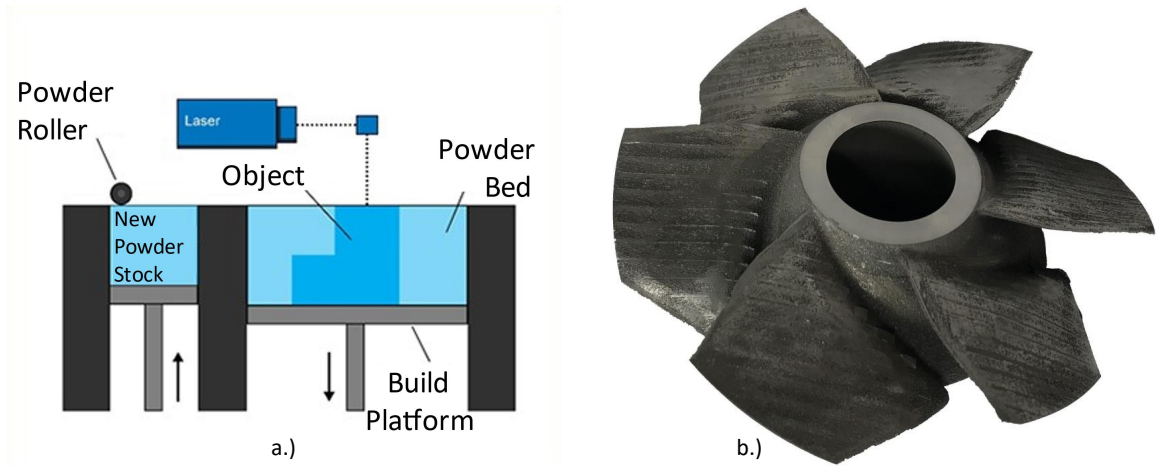 Powder
Roller
Laser
Object
Powder
Bed
New
Powder
Stock
Build
Platform
a.)
b.)